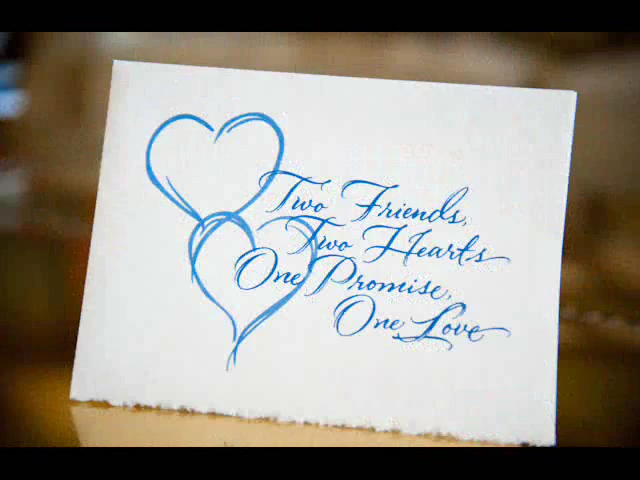 Two Friends,
Two Hearts
One Promise,
One Love